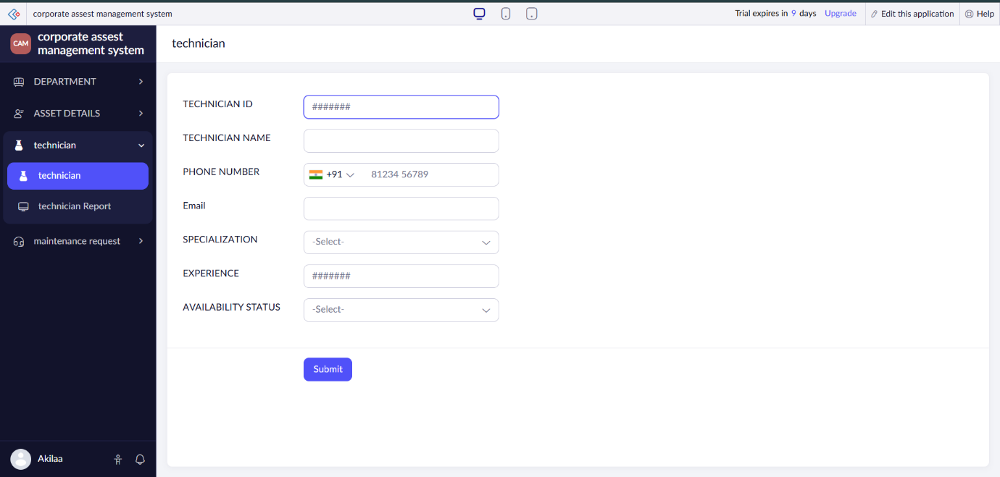 corporate assest management system
Trial expires in 9 days Upgrade
Edit this application
Help
CAM
corporate assest
management system
technician
DEPARTMENT
ASSET DETAILS
technician
technician
technician Report
maintenance request
TECHNICIAN ID
#######
TECHNICIAN NAME
PHONE NUMBER
+91
81234 56789
Email
SPECIALIZATION
-Select-
EXPERIENCE
#######
AVAILABILITY STATUS
-Select-
Submit
Akilaa